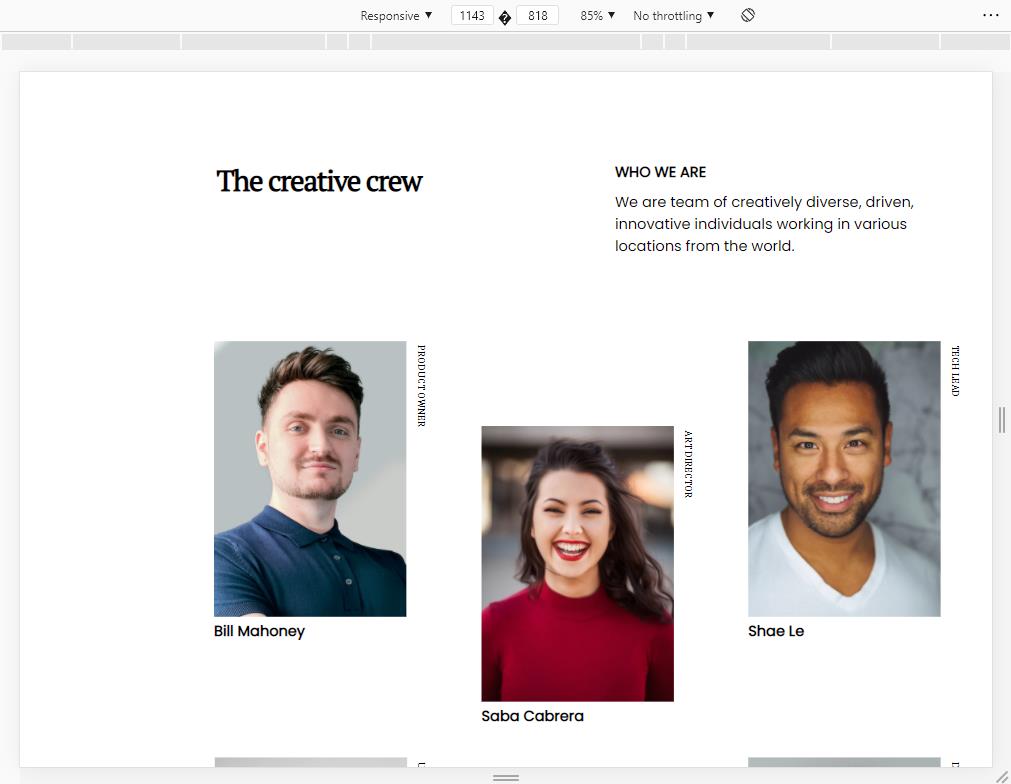 Responsive ▼ 1143 � 818 85% ▼ No throttling ▼
The creative crew
WHO WE ARE
We are team of creatively diverse, driven,
innovative individuals working in various
locations from the world.
PRODUCT OWNER
Bill Mahoney
ART DIRECTOR
Saba Cabrera
TECH LEAD
Shae Le